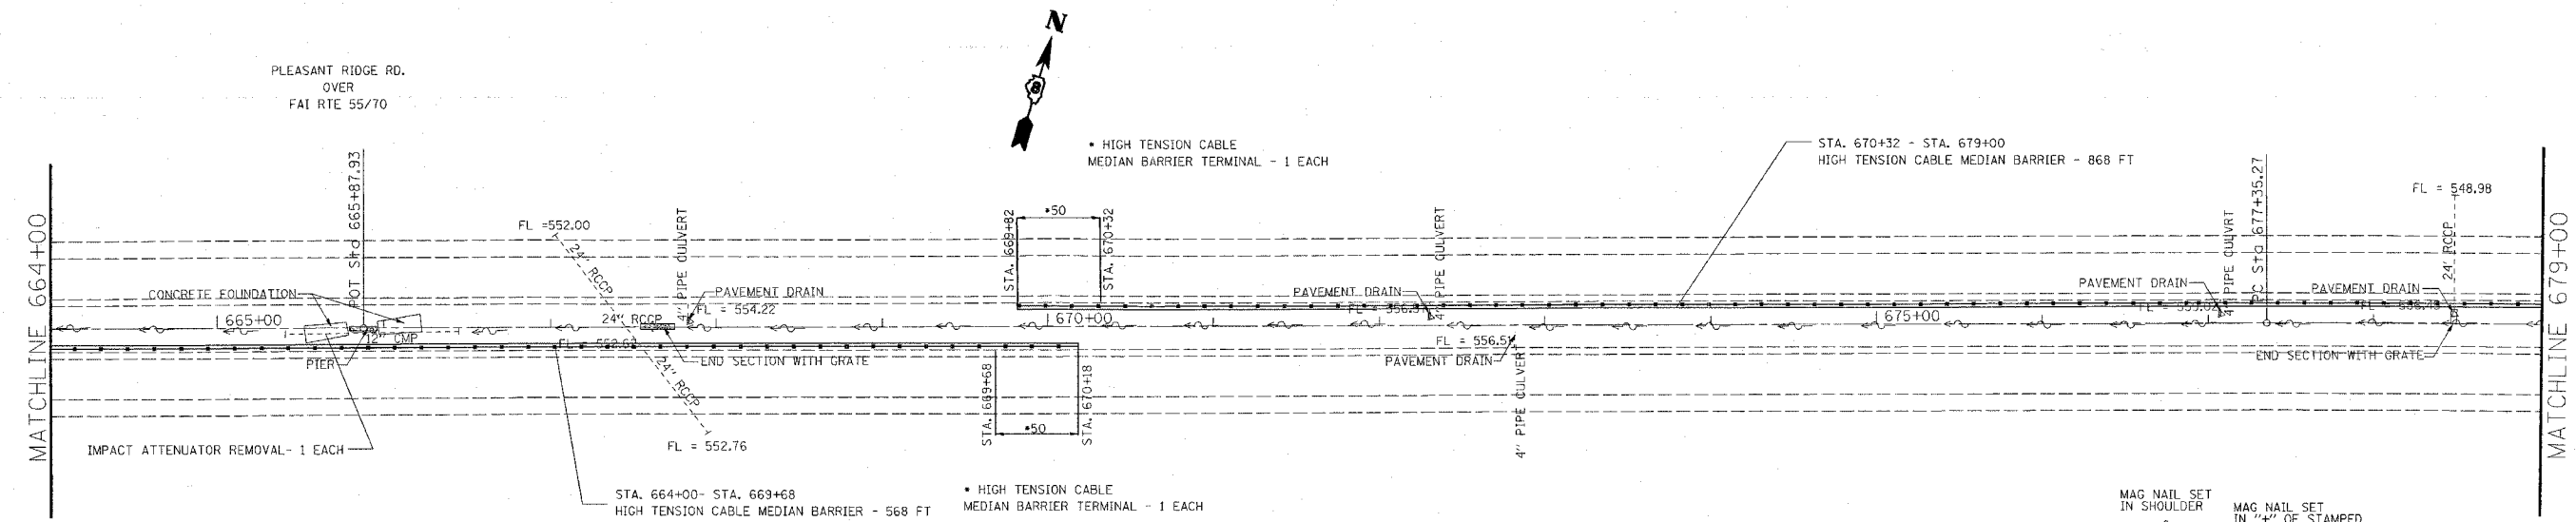 N
8
PLEASANT RIDGE RD.
OVER
FAI RTE 55/70
• HIGH TENSION CABLE
MEDIAN BARRIER TERMINAL - 1 EACH
STA. 670+32 - STA. 679+00
HIGH TENSION CABLE MEDIAN BARRIER - 868 FT
MATCHLINE 664+00
POT Sta 665+87.93
FL =552.00
24" RCCP
4" PIPE CULVERT
STA. 669+82
*50
STA. 670+32
4" PIPE CULVERT
4" PIPE CULVRT
PC Sta 677+35.27
FL = 548.98
24" RCCP
MATCHLINE 679+00
CONCRETE FOUNDATION
PAVEMENT DRAIN
FL = 554.22
PAVEMENT DRAIN
PAVEMENT DRAIN
PAVEMENT DRAIN
665+00
24" RCCP
670+00
675+00
12" CMP
PIER
END SECTION WITH GRATE
24" RCCP
FL = 556.51
PAVEMENT DRAIN
END SECTION WITH GRATE
STA. 669+68
*50
STA. 670+18
4" PIPE CULVERT
IMPACT ATTENUATOR REMOVAL- 1 EACH
FL = 552.76
STA. 664+00- STA. 669+68
HIGH TENSION CABLE MEDIAN BARRIER - 568 FT
• HIGH TENSION CABLE
MEDIAN BARRIER TERMINAL - 1 EACH
MAG NAIL SET
IN SHOULDER
MAG NAIL SET
IN "+" OF STAMPED